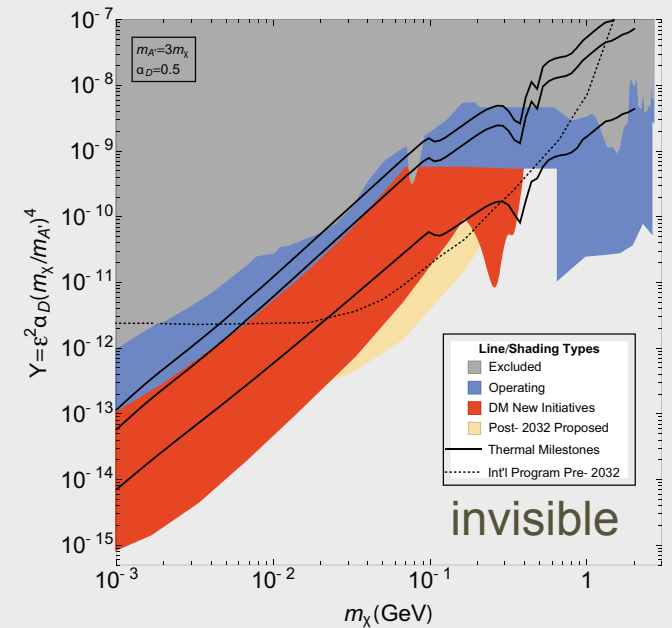 10⁻⁷
m_A'=3m_χ
α_D=0.5
10⁻⁸
10⁻⁹
10⁻¹⁰
10⁻¹¹
10⁻¹²
10⁻¹³
10⁻¹⁴
10⁻¹⁵
Y=ε²α_D(m_χ/m_A')⁴
Line/Shading Types
Excluded
Operating
DM New Initiatives
Post- 2032 Proposed
Thermal Milestones
Int'l Program Pre- 2032
invisible
10⁻³ 10⁻² 10⁻¹ 1
m_χ(GeV)